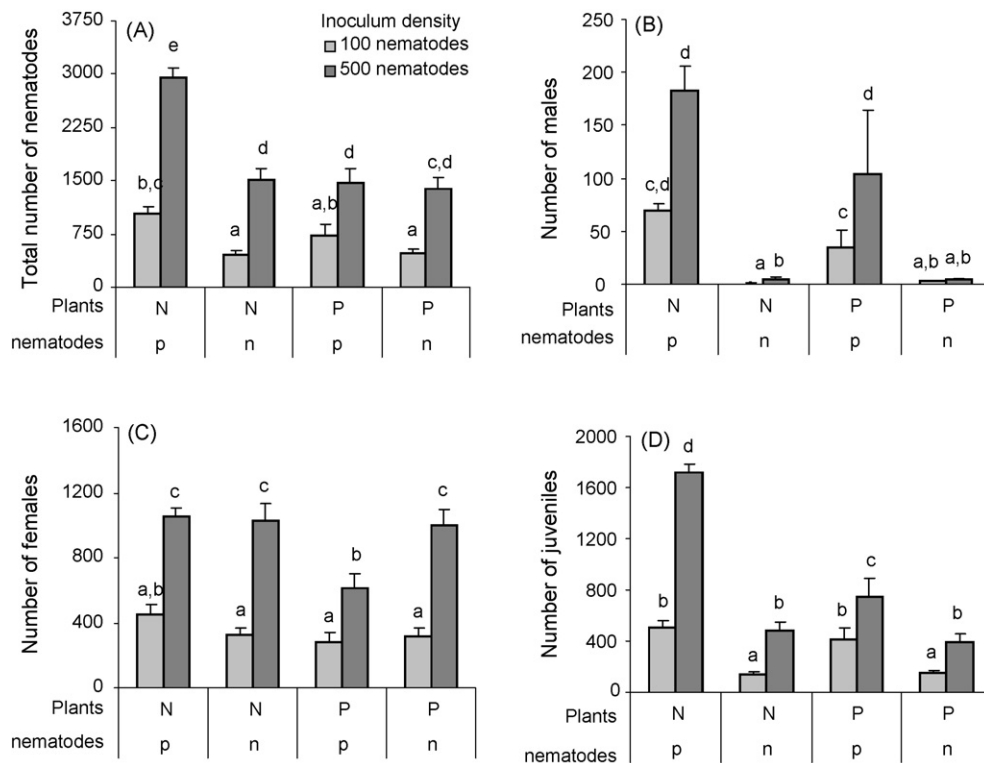 (A)
Inoculum density
100 nematodes
500 nematodes
Total number of nematodes
3750
3000
2250
1500
750
0
b,c e a d a,b d a c,d
Plants N N P P
nematodes p n p n
(B)
Number of males
250
200
150
100
50
0
c,d d a b c d a,b a,b
Plants N N P P
nematodes p n p n
(C)
Number of females
1600
1200
800
400
0
a,b c a c a b a c
Plants N N P P
nematodes p n p n
(D)
Number of juveniles
2000
1600
1200
800
400
0
b d a b b c a b
Plants N N P P
nematodes p n p n